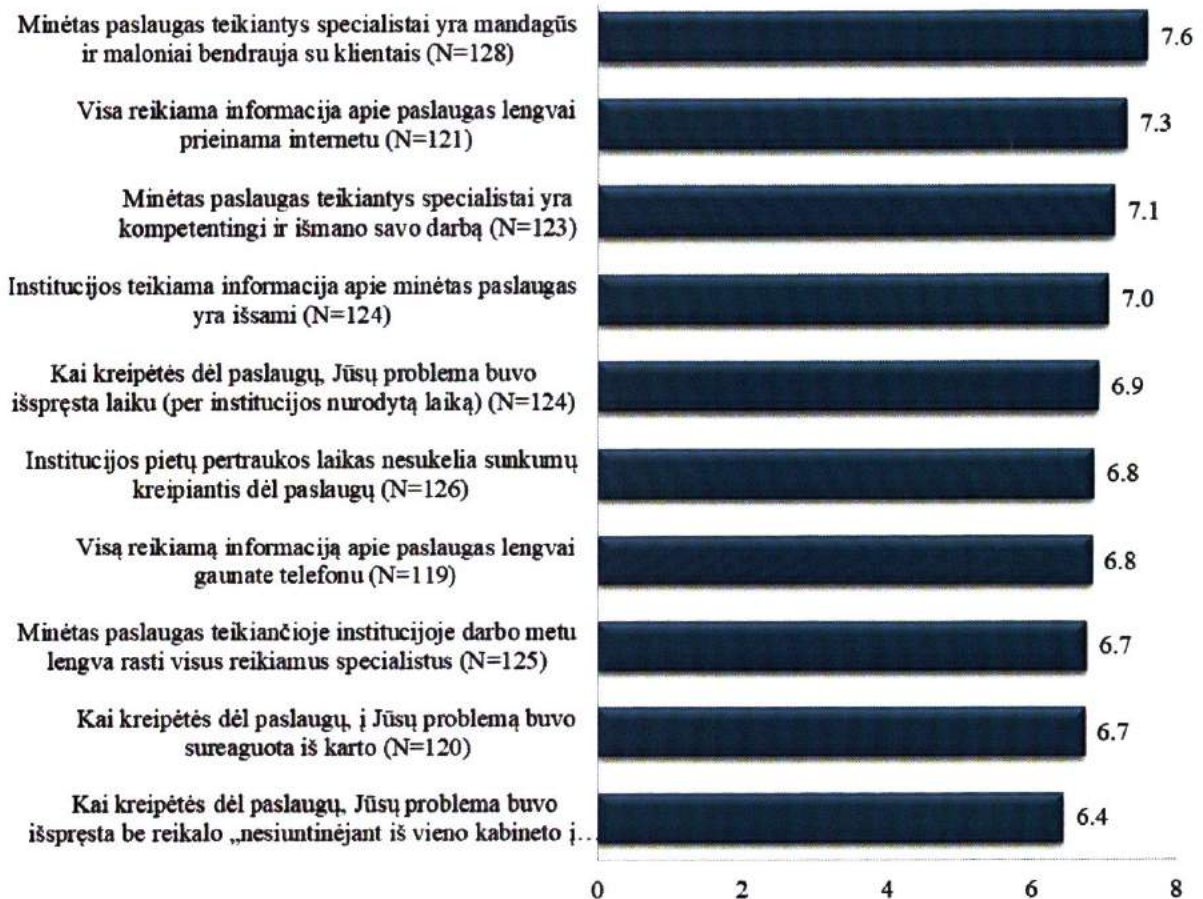 Minėtas paslaugas teikiantys specialistai yra mandagūs
ir maloniai bendrauja su klientais (N=128)
7.6
Visa reikiama informacija apie paslaugas lengvai
prieinama internetu (N=121)
7.3
Minėtas paslaugas teikiantys specialistai yra
kompetentingi ir išmano savo darbą (N=123)
7.1
Institucijos teikiama informacija apie minėtas paslaugas
yra išsami (N=124)
7.0
Kai kreipėtės dėl paslaugų, Jūsų problema buvo
išspręsta laiku (per institucijos nurodytą laiką) (N=124)
6.9
Institucijos pietų pertraukos laikas nesukelia sunkumų
kreipiantis dėl paslaugų (N=126)
6.8
Visą reikiamą informaciją apie paslaugas lengvai
gaunate telefonu (N=119)
6.8
Minėtas paslaugas teikiančioje institucijoje darbo metu
lengva rasti visus reikiamus specialistus (N=125)
6.7
Kai kreipėtės dėl paslaugų, į Jūsų problemą buvo
sureaguota iš karto (N=120)
6.7
Kai kreipėtės dėl paslaugų, Jūsų problema buvo
išspręsta be reikalo „nesiuntinėjant iš vieno kabineto į…
6.4
0 2 4 6 8